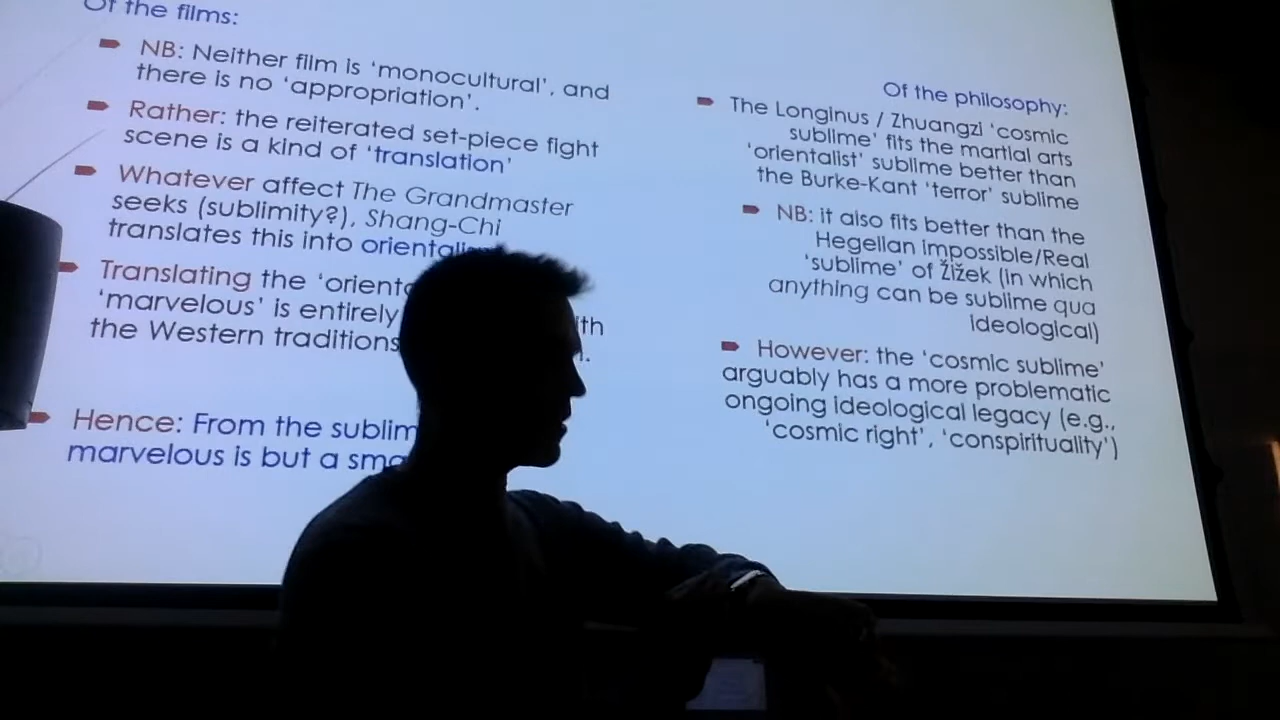 Of the films:
NB: Neither film is 'monocultural', and
there is no 'appropriation'.
Rather: the reiterated set-piece fight
scene is a kind of 'translation'
Whatever affect The Grandmaster
seeks (sublimity?), Shang-Chi
translates this into
Translating the
'marvelous' is entirely
the Western traditions
Hence: From the
marvelous is but a
Of the philosophy:
The Longinus / Zhuangzi 'cosmic
sublime' fits the martial arts
'orientalist' sublime better than
the Burke-Kant 'terror' sublime
NB: it also fits better than the
Hegelian impossible/Real
'sublime' of Žižek (in which
anything can be sublime qua
ideological)
However: the 'cosmic sublime'
arguably has a more problematic
ongoing ideological legacy (e.g.,
'cosmic right', 'conspirituality')